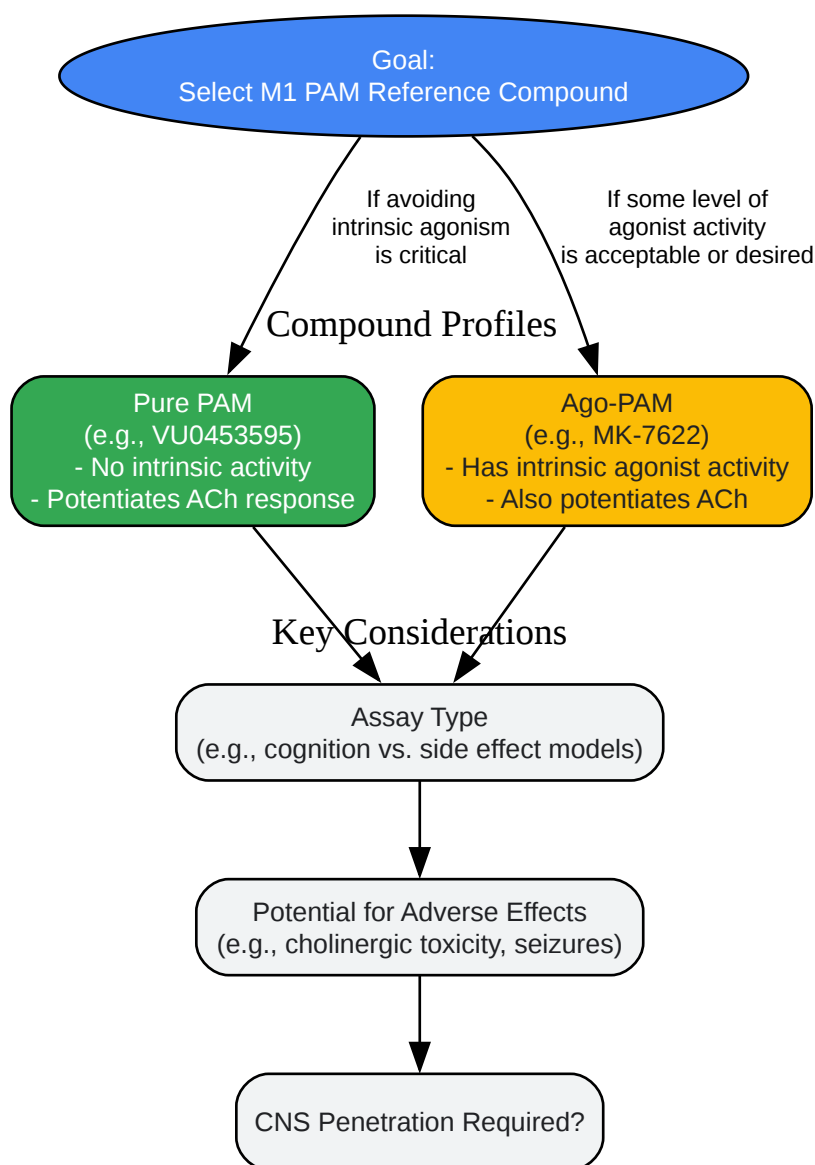 Goal:
Select M1 PAM Reference Compound
If avoiding
intrinsic agonism
is critical
If some level of
agonist activity
is acceptable or desired
Compound Profiles
Pure PAM
(e.g., VU0453595)
- No intrinsic activity
- Potentiates ACh response
Ago-PAM
(e.g., MK-7622)
- Has intrinsic agonist activity
- Also potentiates ACh
Key Considerations
Assay Type
(e.g., cognition vs. side effect models)
Potential for Adverse Effects
(e.g., cholinergic toxicity, seizures)
CNS Penetration Required?